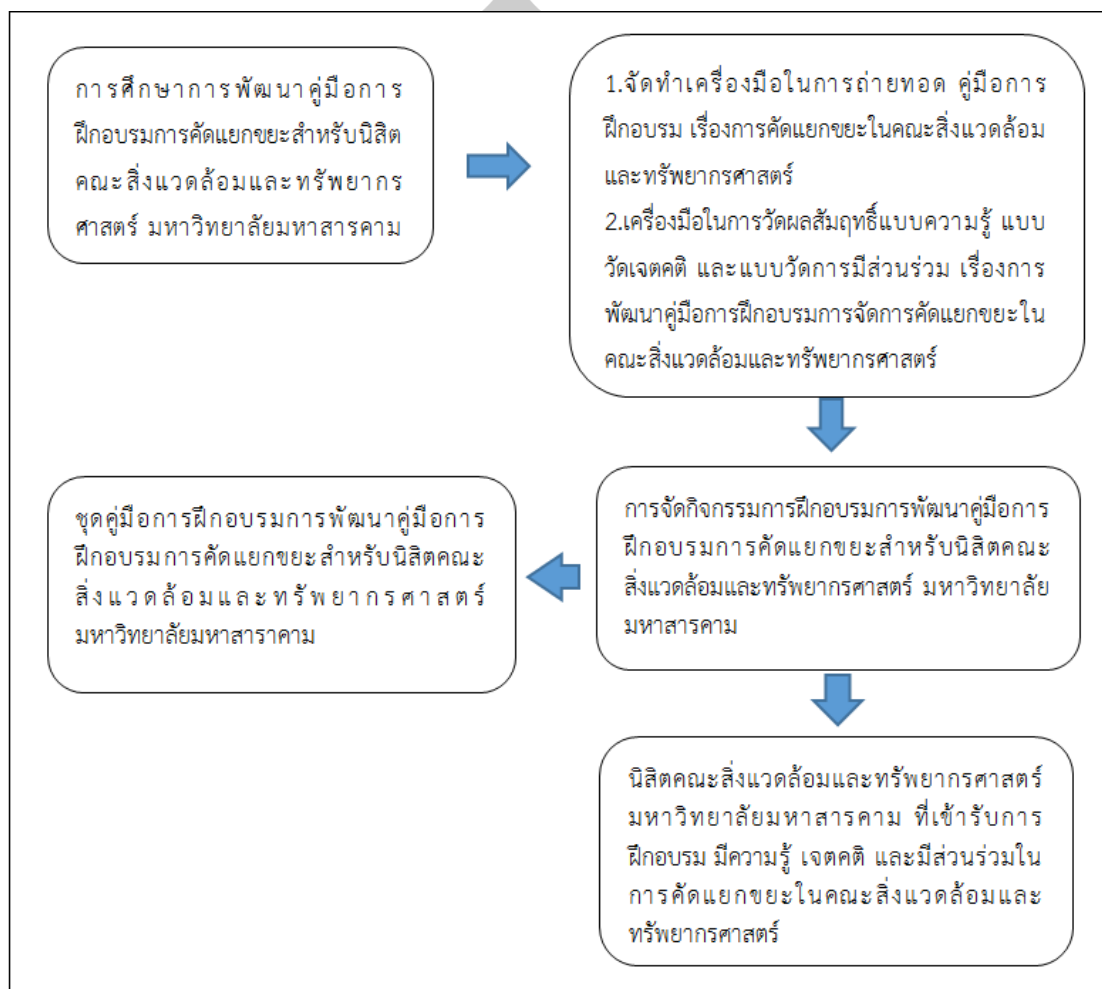 การศึกษาการพัฒนาคู่มือการ
ฝึกอบรมการคัดแยกขยะสำหรับนิสิต
คณะสิ่งแวดล้อมและทรัพยากร
ศาสตร์ มหาวิทยาลัยมหาสารคาม
1.จัดทำเครื่องมือในการถ่ายทอด คู่มือการ
ฝึกอบรม เรื่องการคัดแยกขยะในคณะสิ่งแวดล้อม
และทรัพยากรศาสตร์
2.เครื่องมือในการวัดผลสัมฤทธิ์แบบความรู้ แบบ
วัดเจตคติ และแบบวัดการมีส่วนร่วม เรื่องการ
พัฒนาคู่มือการฝึกอบรมการจัดการคัดแยกขยะใน
คณะสิ่งแวดล้อมและทรัพยากรศาสตร์
การจัดกิจกรรมการฝึกอบรมการพัฒนาคู่มือการ
ฝึกอบรมการคัดแยกขยะสำหรับนิสิตคณะ
สิ่งแวดล้อมและทรัพยากรศาสตร์ มหาวิทยาลัย
มหาสารคาม
ชุดคู่มือการฝึกอบรมการพัฒนาคู่มือการ
ฝึกอบรมการคัดแยกขยะสำหรับนิสิตคณะ
สิ่งแวดล้อมและทรัพยากรศาสตร์
มหาวิทยาลัยมหาสาราคาม
นิสิตคณะสิ่งแวดล้อมและทรัพยากรศาสตร์
มหาวิทยาลัยมหาสารคาม ที่เข้ารับการ
ฝึกอบรม มีความรู้ เจตคติ และมีส่วนร่วมใน
การคัดแยกขยะในคณะสิ่งแวดล้อมและ
ทรัพยากรศาสตร์